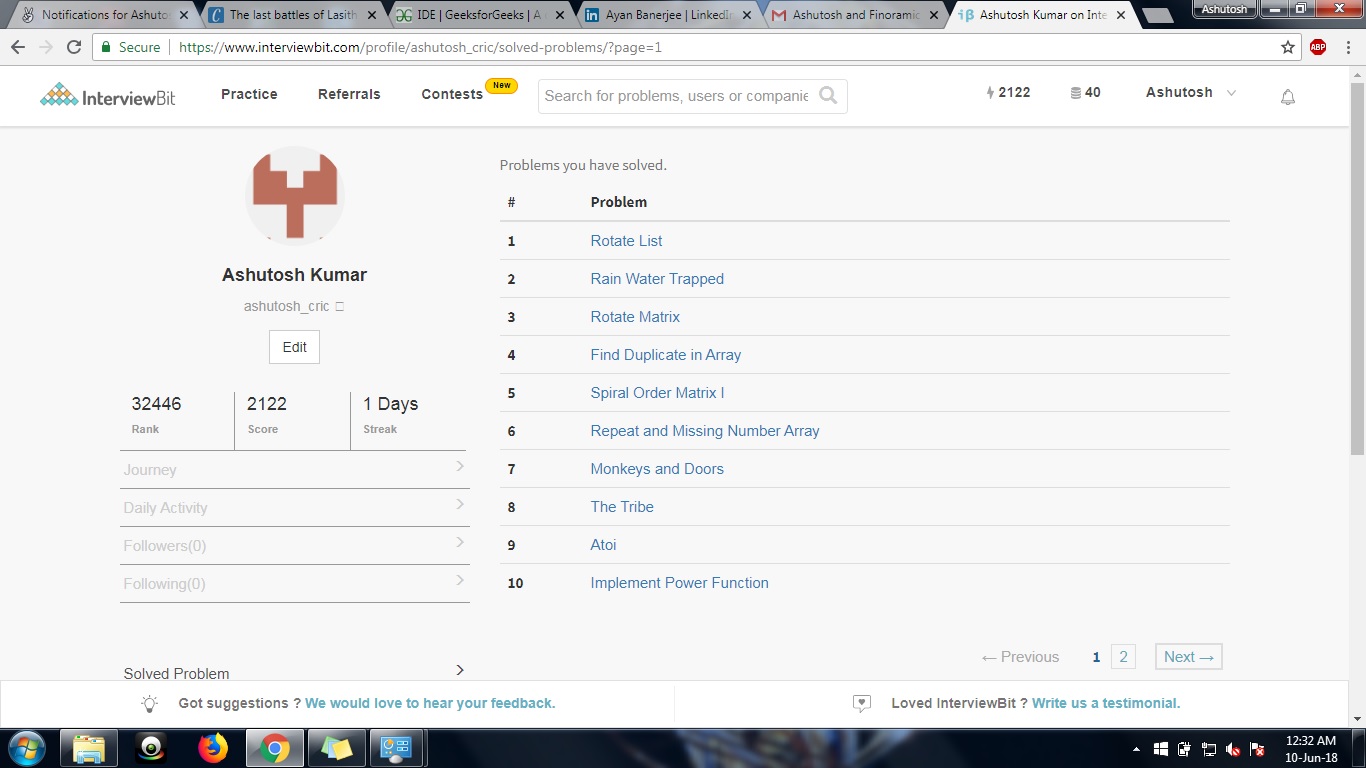 Notifications for Ashuto
The last battles of Lasith
IDE | GeeksforGeeks | A
Ayan Banerjee | LinkedIn
Ashutosh and Finoramic
Ashutosh Kumar on Inte
Ashutosh
Secure
https://www.interviewbit.com/profile/ashutosh_cric/solved-problems/?page=1
ABP
InterviewBit
Practice
Referrals
Contests
New
Search for problems, users or companie
2122
40
Ashutosh
Ashutosh Kumar
ashutosh_cric
Edit
32446
2122
1 Days
Rank
Score
Streak
Journey
Daily Activity
Followers(0)
Following(0)
Solved Problem
Problems you have solved.
# Problem
1 Rotate List
2 Rain Water Trapped
3 Rotate Matrix
4 Find Duplicate in Array
5 Spiral Order Matrix I
6 Repeat and Missing Number Array
7 Monkeys and Doors
8 The Tribe
9 Atoi
10 Implement Power Function
← Previous 1 2 Next →
Got suggestions ? We would love to hear your feedback.
Loved InterviewBit ? Write us a testimonial.
12:32 AM
10-Jun-18